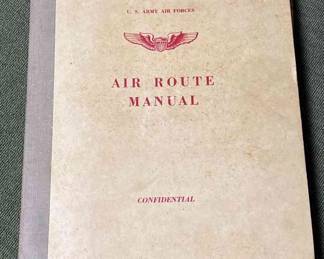 U. S. ARMY AIR FORCES
AIR ROUTE
MANUAL
CONFIDENTIAL